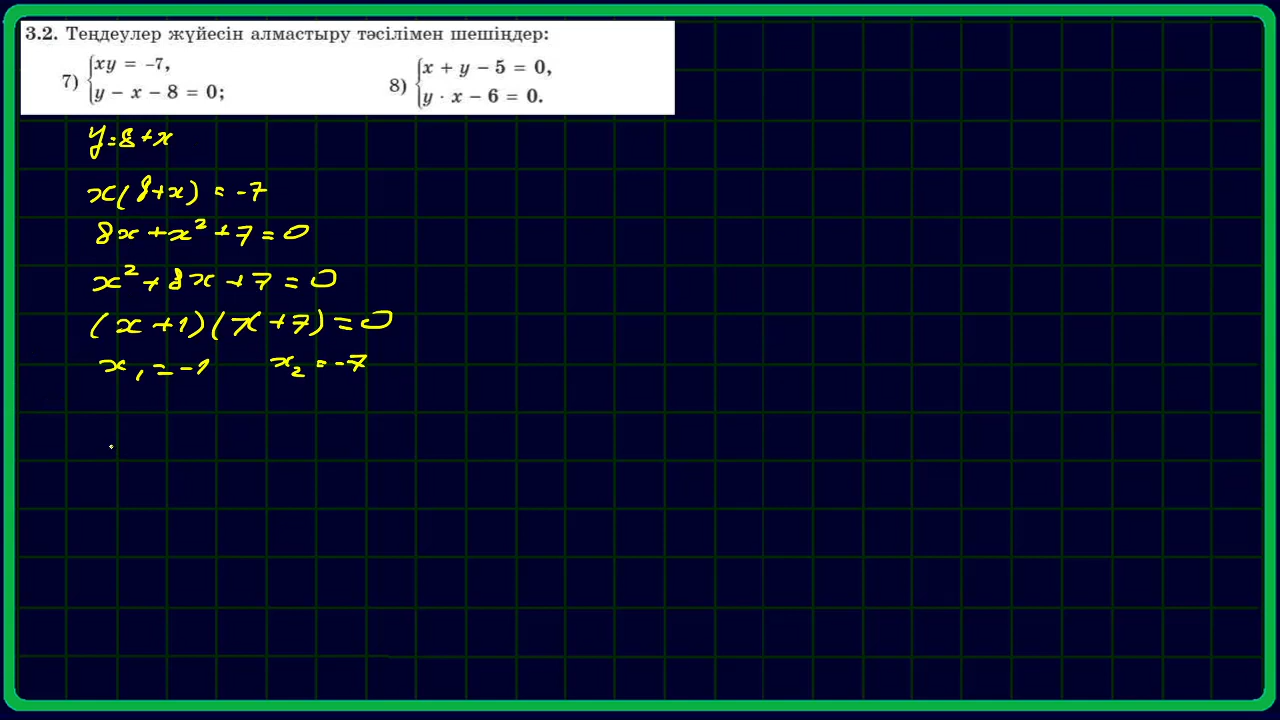 3.2. Теңдеулер жүйесін алмастыру тәсілімен шешіңдер:
7) xy = –7,
y – x – 8 = 0;
8) x + y – 5 = 0,
y · x – 6 = 0.
y = 8 + x
x(8+x) = -7
8x + x² + 7 = 0
x² + 8x + 7 = 0
(x + 1)(x + 7) = 0
x₁ = -1 x₂ = -7